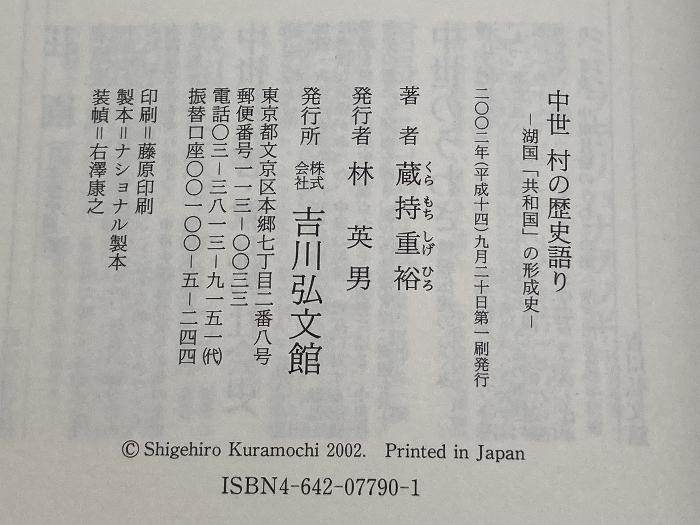 中世 村の歴史語り
―湖国「共和国」の形成史―
二〇〇二年(平成十四)九月二十日第一刷発行
著者 蔵持重裕
くらもちしげひろ
発行者 林 英男
発行所 株式会社 吉川弘文館
東京都文京区本郷七丁目二番八号
郵便番号一一三―〇〇三三
電話〇三―三八一三―九一五一(代)
振替口座〇〇一〇〇―五―二四四
印刷＝藤原印刷
製本＝ナショナル製本
装幀＝右澤康之
© Shigehiro Kuramochi 2002. Printed in Japan
ISBN4-642-07790-1